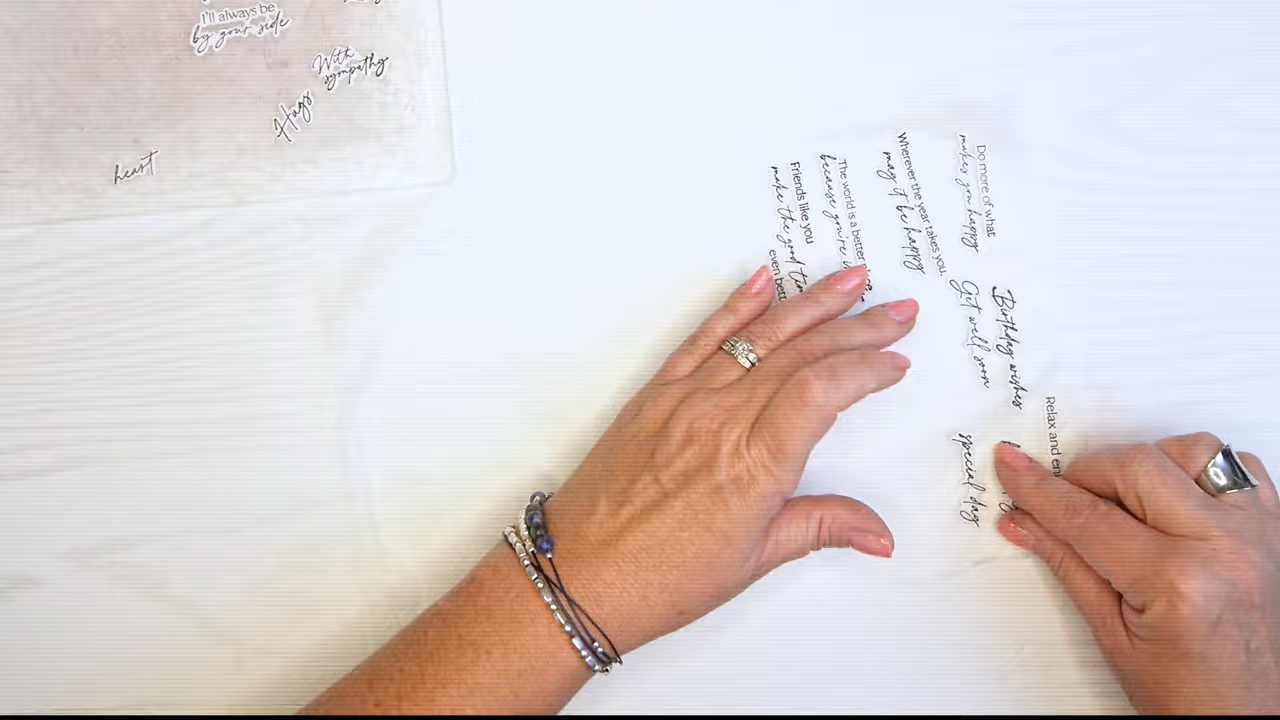 I'll always be
by your side
With
sympathy
Hugs
heart
Do more of what
makes you happy
Wherever the year takes you,
may it be happy
The world is a better
because you're
Friends like you
make the good
even
Birthday wishes
Get well soon
Relax and
special day